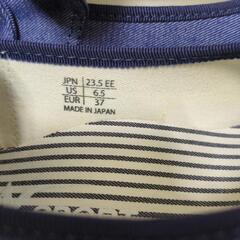 JPN 23.5 EE
US 6.5
EUR 37
MADE IN JAPAN